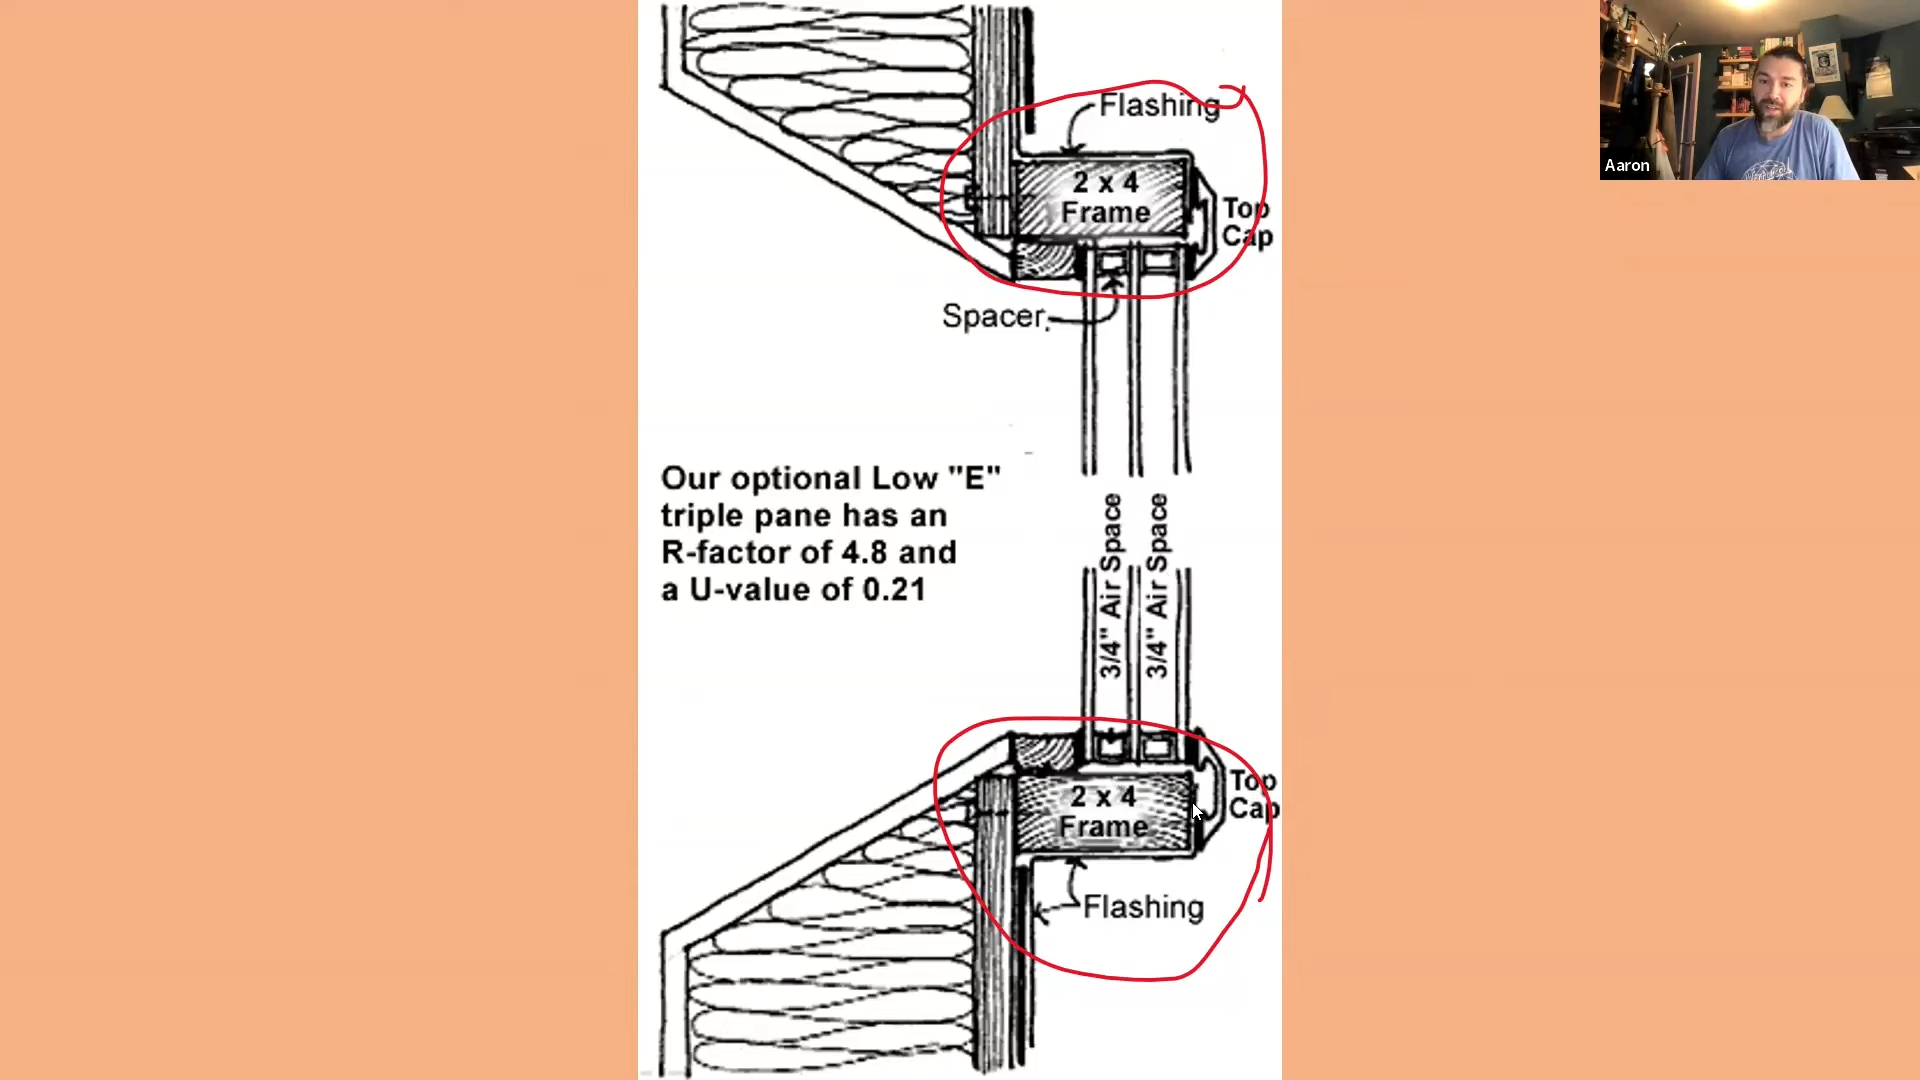 Flashing
2 x 4
Frame
Top
Cap
Spacer
Our optional Low "E"
triple pane has an
R-factor of 4.8 and
a U-value of 0.21
3/4" Air Space
3/4" Air Space
2 x 4
Frame
Top
Cap
Flashing
Aaron